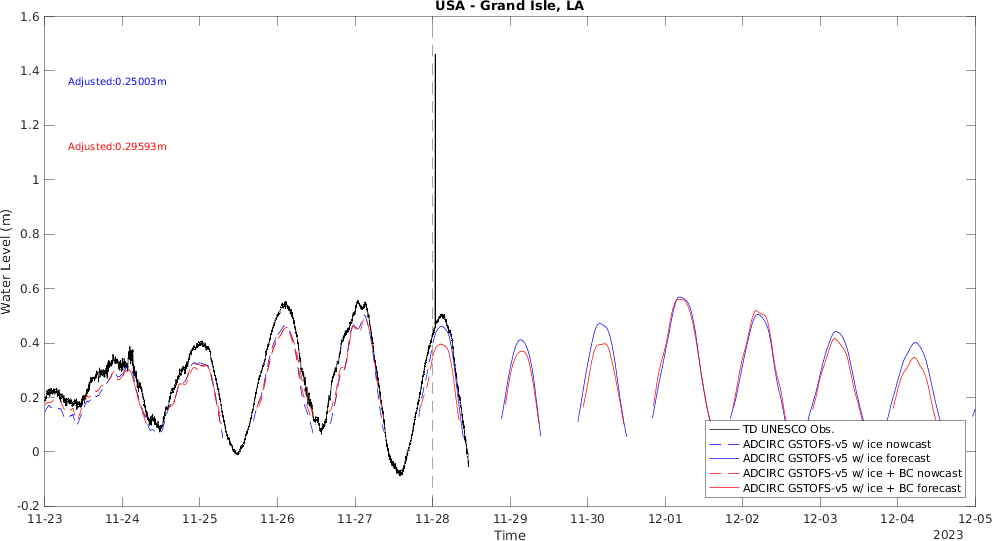 USA - Grand Isle, LA
1.6
1.4
1.2
1
0.8
0.6
0.4
0.2
0
-0.2
Water Level (m)
Adjusted:0.25003m
Adjusted:0.29593m
TD UNESCO Obs.
ADCIRC GSTOFS-v5 w/ ice nowcast
ADCIRC GSTOFS-v5 w/ ice forecast
ADCIRC GSTOFS-v5 w/ ice + BC nowcast
ADCIRC GSTOFS-v5 w/ ice + BC forecast
11-23 11-24 11-25 11-26 11-27 11-28 11-29 11-30 12-01 12-02 12-03 12-04 12-05
Time
2023